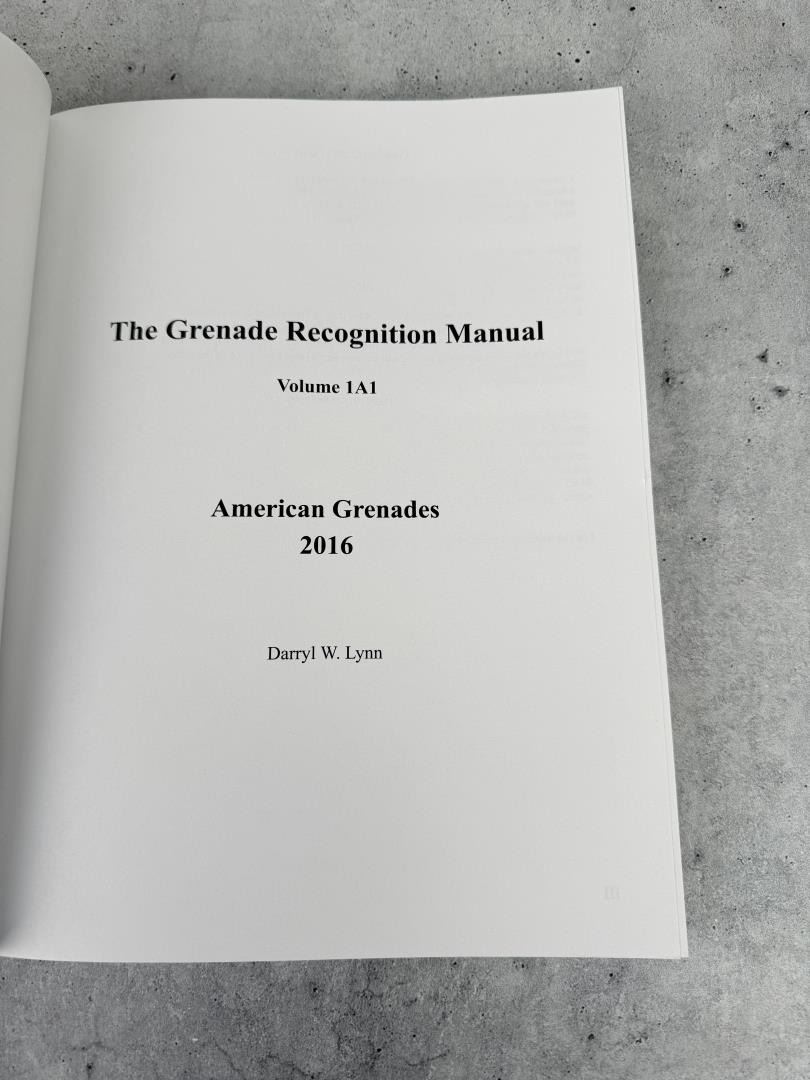 The Grenade Recognition Manual
Volume 1A1
American Grenades
2016
Darryl W. Lynn